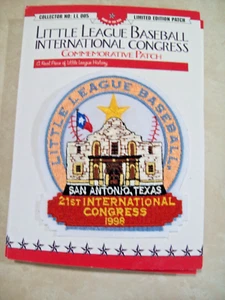 COLLECTOR NO. 11,005
LIMITED EDITION PATCH
LITTLE LEAGUE BASEBALL
INTERNATIONAL CONGRESS
COMMEMORATIVE PATCH
A Real Piece of Little League History
LITTLE LEAGUE BASEBALL
SAN ANTONIO, TEXAS
21ST INTERNATIONAL
CONGRESS
1998